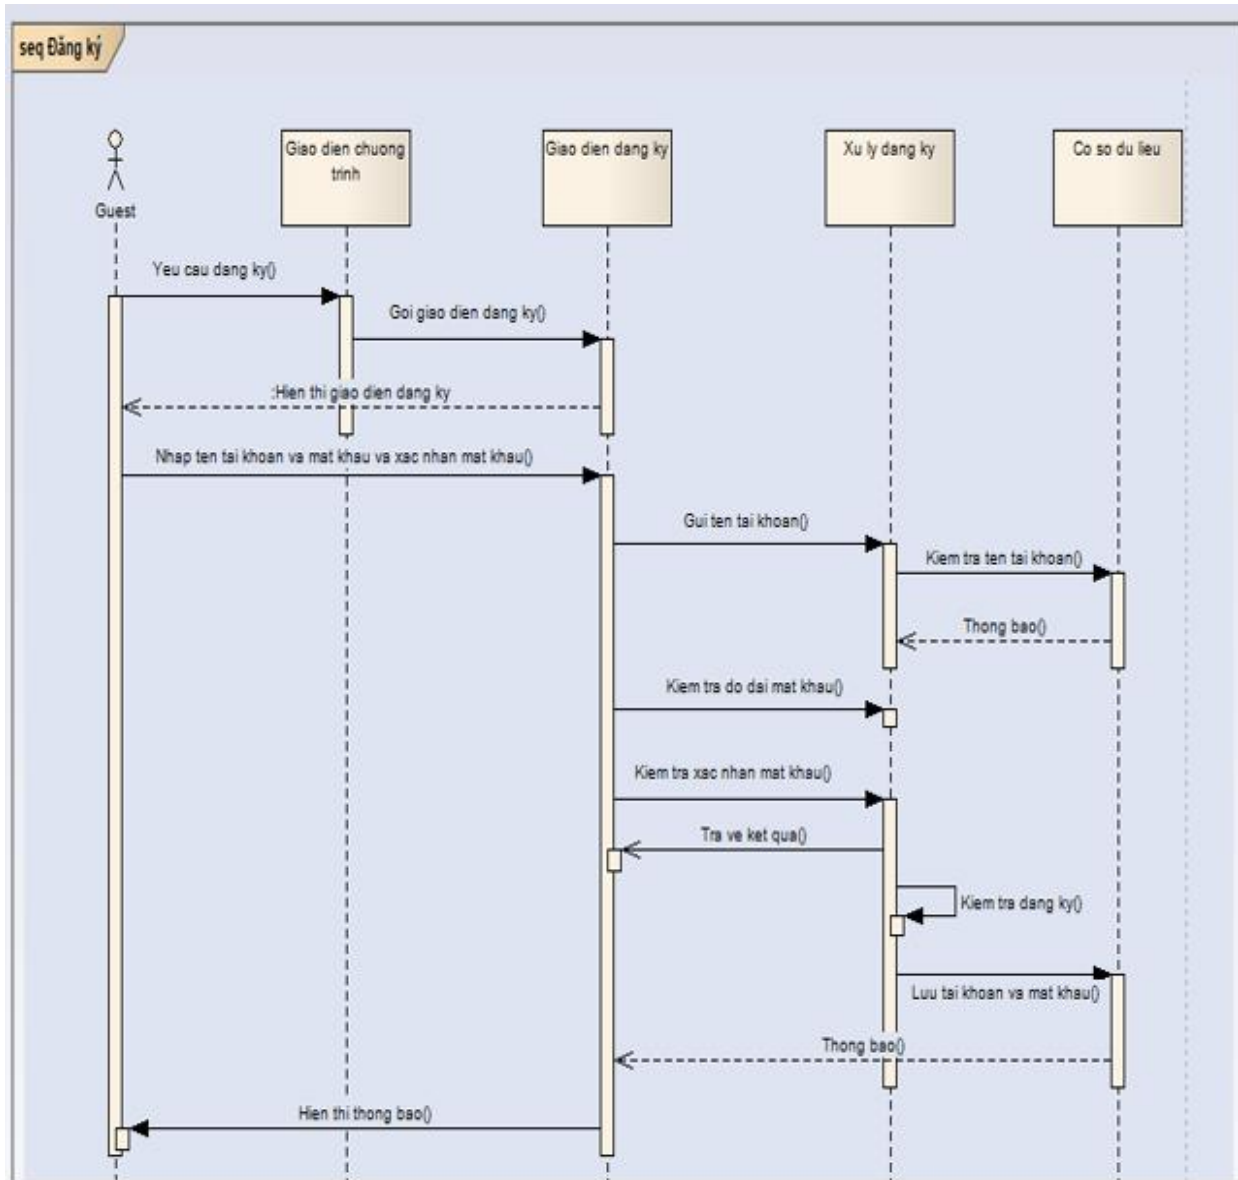 seq Đăng ký
Guest
Giao dien chuong
trinh
Giao dien dang ky
Xu ly dang ky
Co so du lieu
Yeu cau dang ky()
Goi giao dien dang ky()
:Hien thi giao dien dang ky
Nhap ten tai khoan va mat khau va xac nhan mat khau()
Gui ten tai khoan()
Kiem tra ten tai khoan()
Thong bao()
Kiem tra do dai mat khau()
Kiem tra xac nhan mat khau()
Tra ve ket qua()
Kiem tra dang ky()
Luu tai khoan va mat khau()
Thong bao()
Hien thi thong bao()